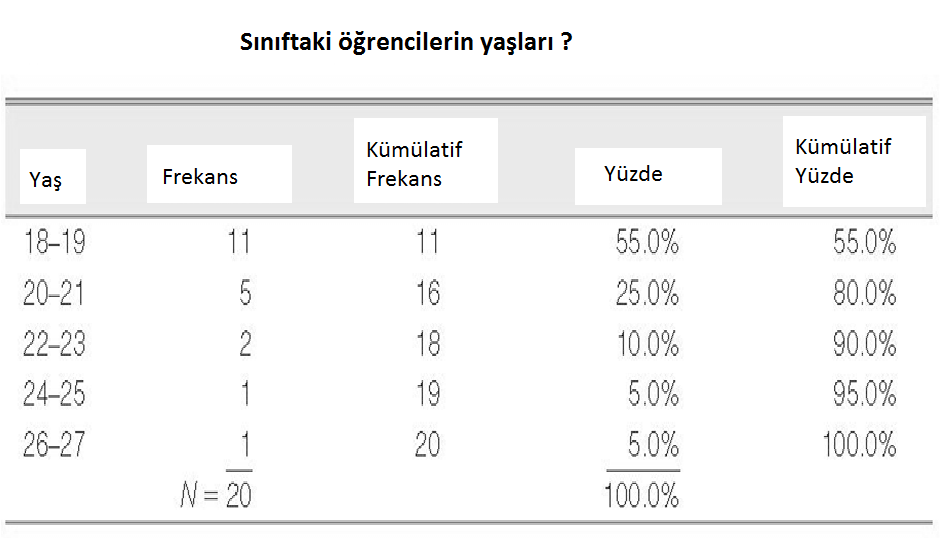 Sınıftaki öğrencilerin yaşları ?
Yaş Frekans Kümülatif Frekans Yüzde Kümülatif Yüzde
18–19 11 11 55.0% 55.0%
20–21 5 16 25.0% 80.0%
22–23 2 18 10.0% 90.0%
24–25 1 19 5.0% 95.0%
26–27 1 20 5.0% 100.0%
N = 20 100.0%